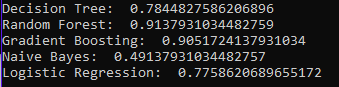 Decision Tree:  0.7844827586206896
Random Forest:  0.9137931034482759
Gradient Boosting:  0.9051724137931034
Naive Bayes:  0.49137931034482757
Logistic Regression:  0.7758620689655172